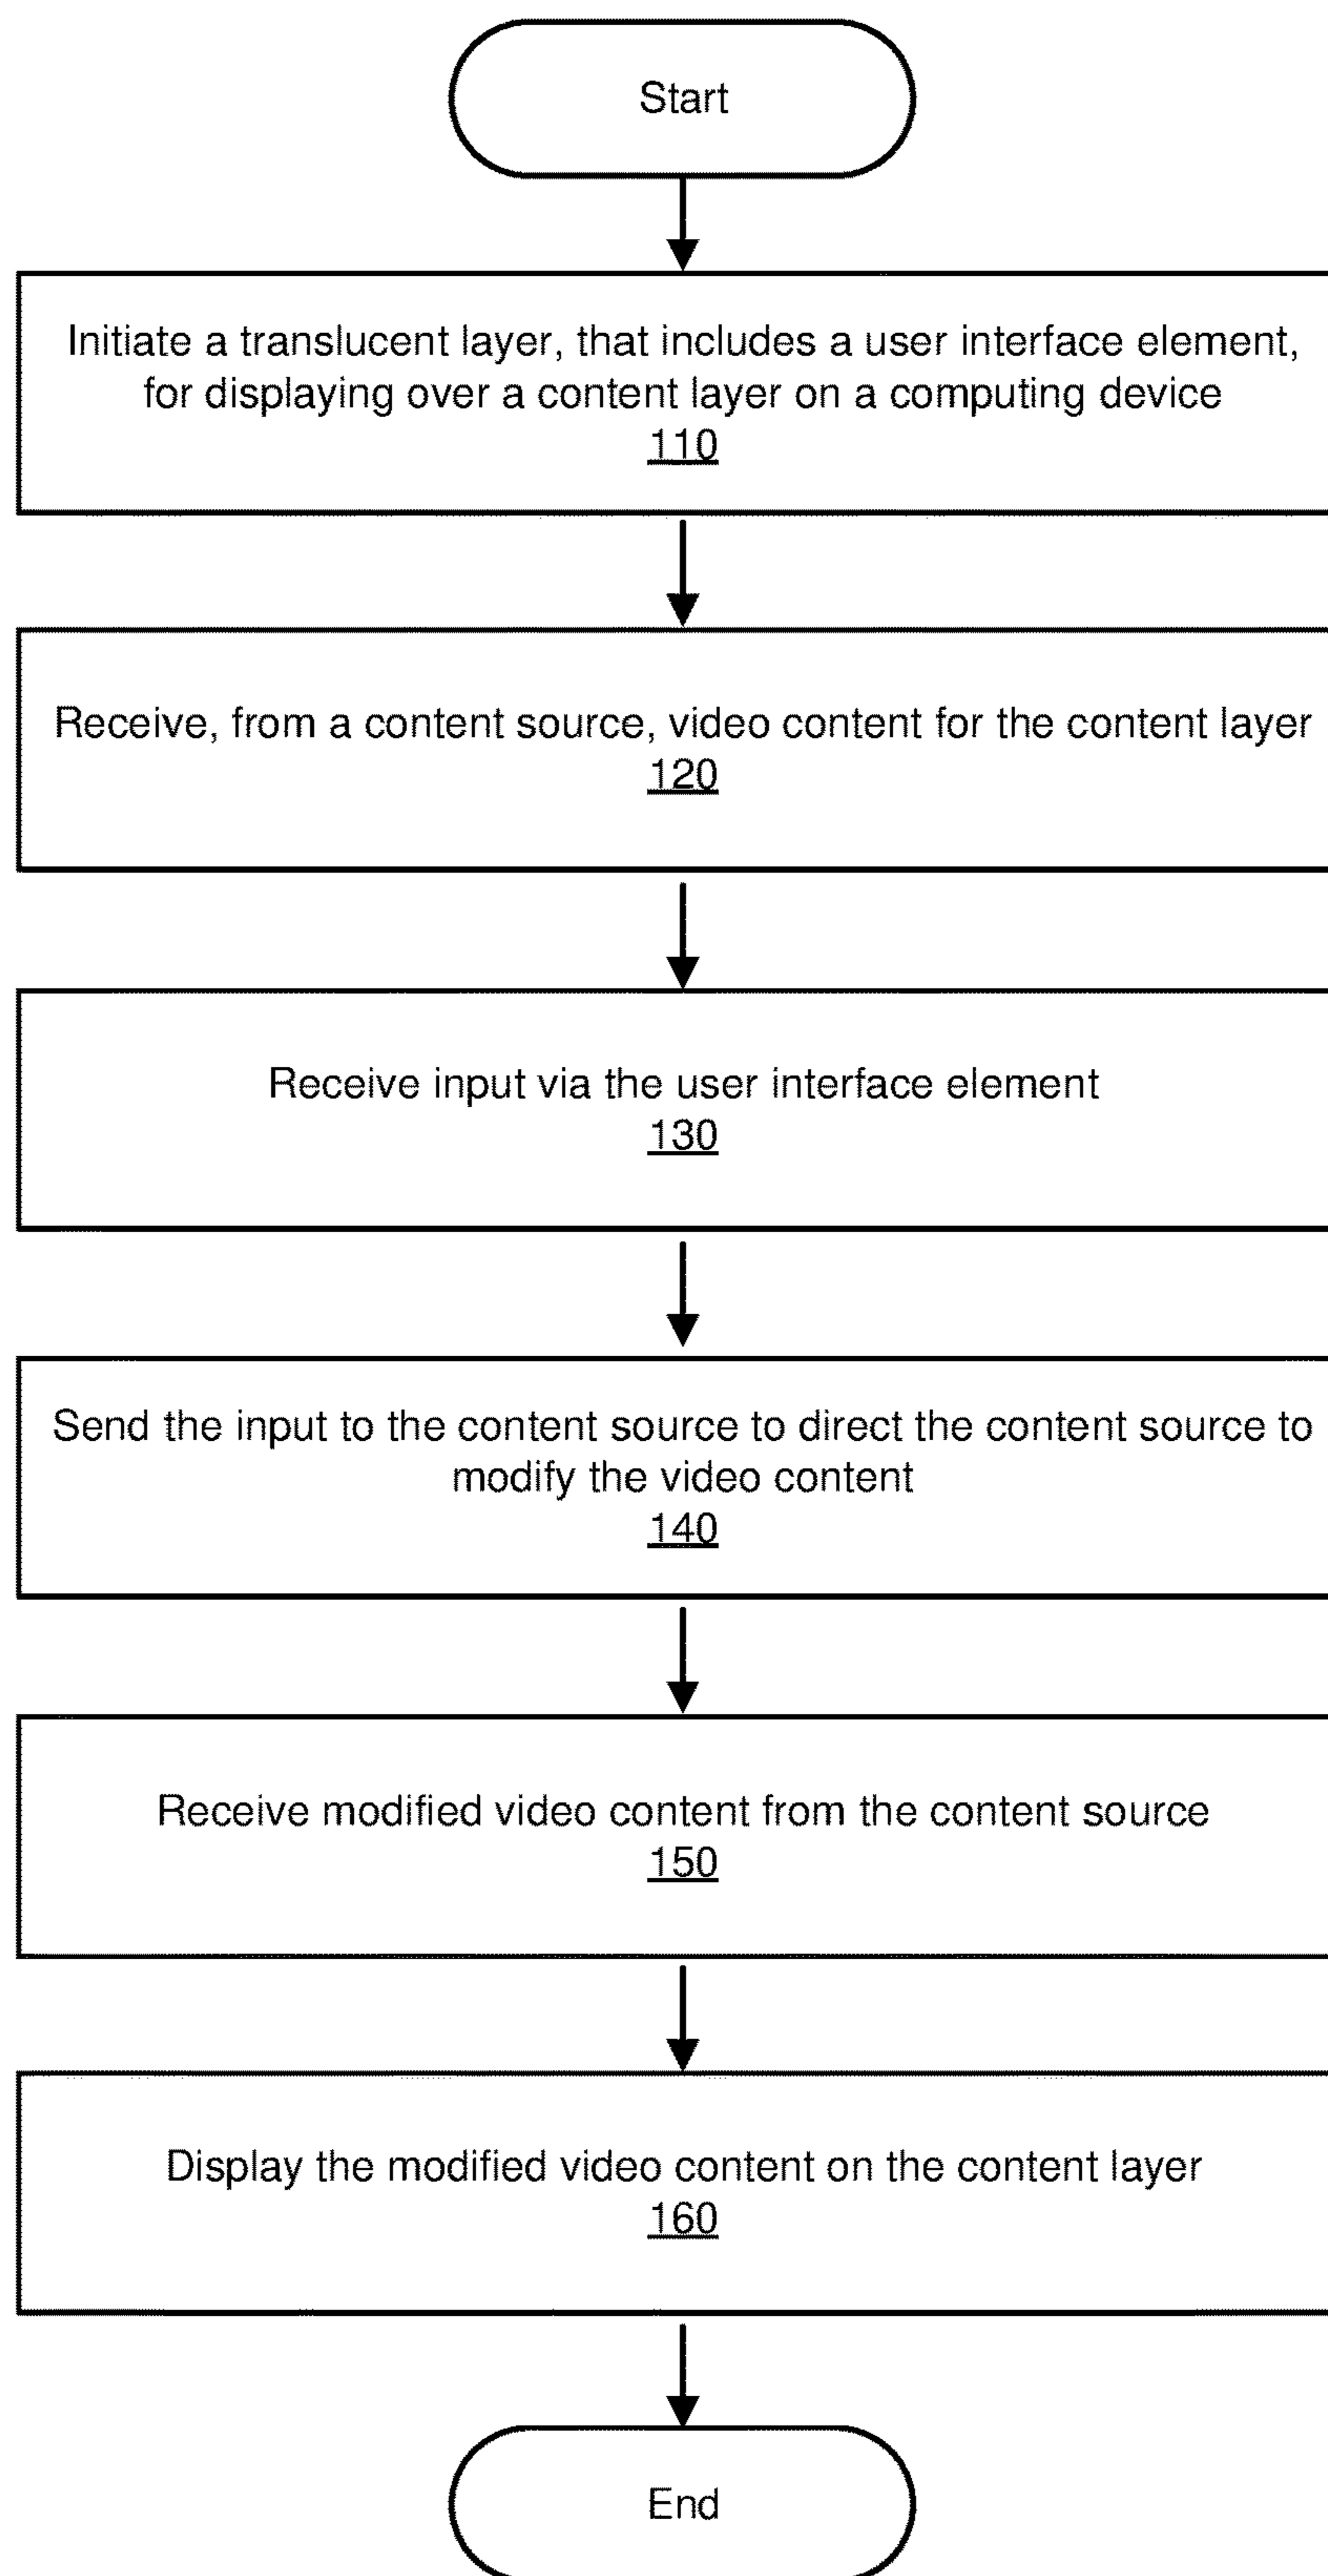 Start
Initiate a translucent layer, that includes a user interface element,
for displaying over a content layer on a computing device
110
Receive, from a content source, video content for the content layer
120
Receive input via the user interface element
130
Send the input to the content source to direct the content source to
modify the video content
140
Receive modified video content from the content source
150
Display the modified video content on the content layer
160
End